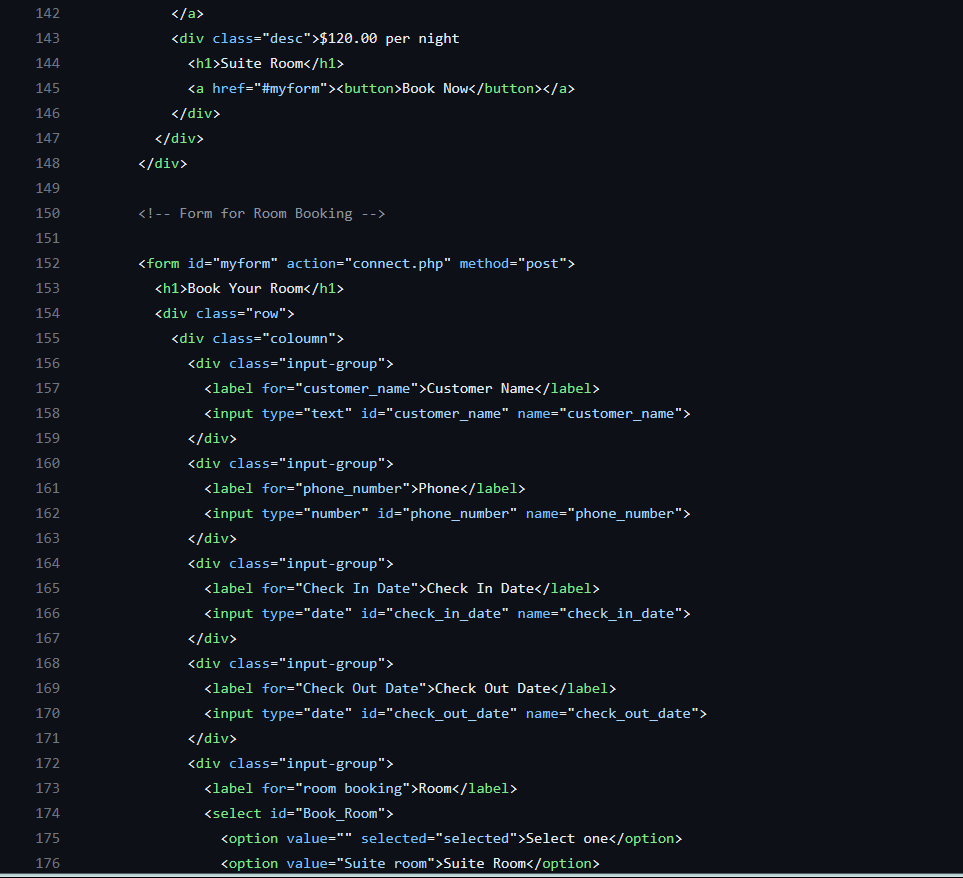 142 </a>
143 <div class="desc">$120.00 per night
144 <h1>Suite Room</h1>
145 <a href="#myform"><button>Book Now</button></a>
146 </div>
147 </div>
148 </div>
149
150 <!-- Form for Room Booking -->
151
152 <form id="myform" action="connect.php" method="post">
153 <h1>Book Your Room</h1>
154 <div class="row">
155 <div class="coloumn">
156 <div class="input-group">
157 <label for="customer_name">Customer Name</label>
158 <input type="text" id="customer_name" name="customer_name">
159 </div>
160 <div class="input-group">
161 <label for="phone_number">Phone</label>
162 <input type="number" id="phone_number" name="phone_number">
163 </div>
164 <div class="input-group">
165 <label for="Check In Date">Check In Date</label>
166 <input type="date" id="check_in_date" name="check_in_date">
167 </div>
168 <div class="input-group">
169 <label for="Check Out Date">Check Out Date</label>
170 <input type="date" id="check_out_date" name="check_out_date">
171 </div>
172 <div class="input-group">
173 <label for="room booking">Room</label>
174 <select id="Book_Room">
175 <option value="" selected="selected">Select one</option>
176 <option value="Suite room">Suite Room</option>